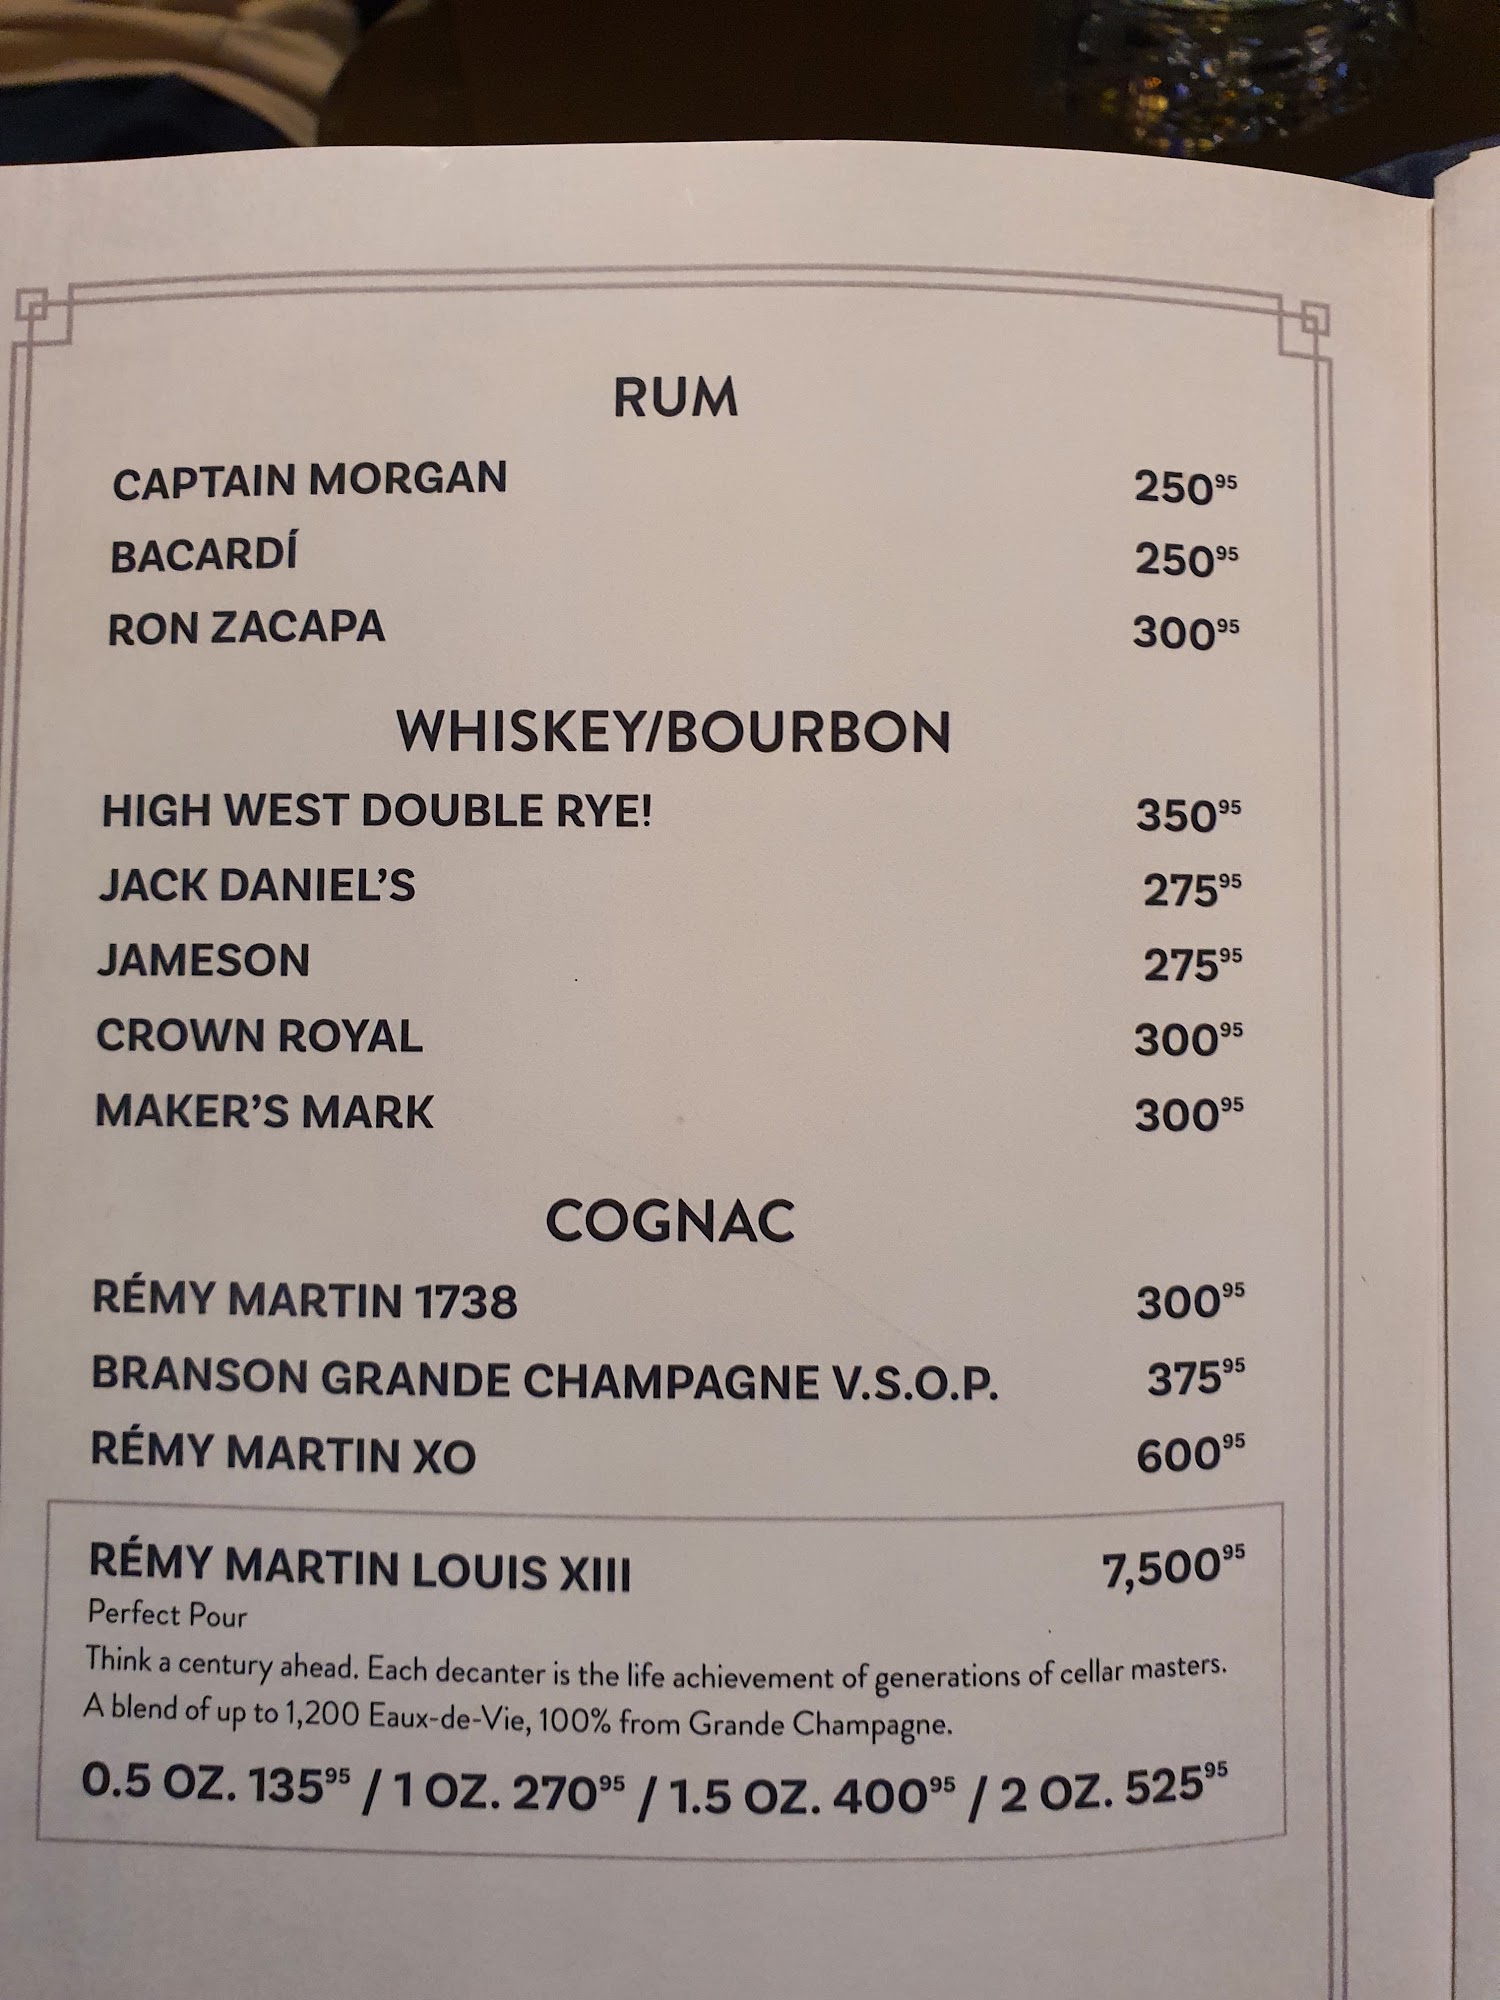 RUM
CAPTAIN MORGAN 250⁹⁵
BACARDÍ 250⁹⁵
RON ZACAPA 300⁹⁵
WHISKEY/BOURBON
HIGH WEST DOUBLE RYE! 350⁹⁵
JACK DANIEL’S 275⁹⁵
JAMESON 275⁹⁵
CROWN ROYAL 300⁹⁵
MAKER’S MARK 300⁹⁵
COGNAC
RÉMY MARTIN 1738 300⁹⁵
BRANSON GRANDE CHAMPAGNE V.S.O.P. 375⁹⁵
RÉMY MARTIN XO 600⁹⁵
RÉMY MARTIN LOUIS XIII 7,500⁹⁵
Perfect Pour
Think a century ahead. Each decanter is the life achievement of generations of cellar masters.
A blend of up to 1,200 Eaux-de-Vie, 100% from Grande Champagne.
0.5 OZ. 135⁹⁵ / 1 OZ. 270⁹⁵ / 1.5 OZ. 400⁹⁵ / 2 OZ. 525⁹⁵